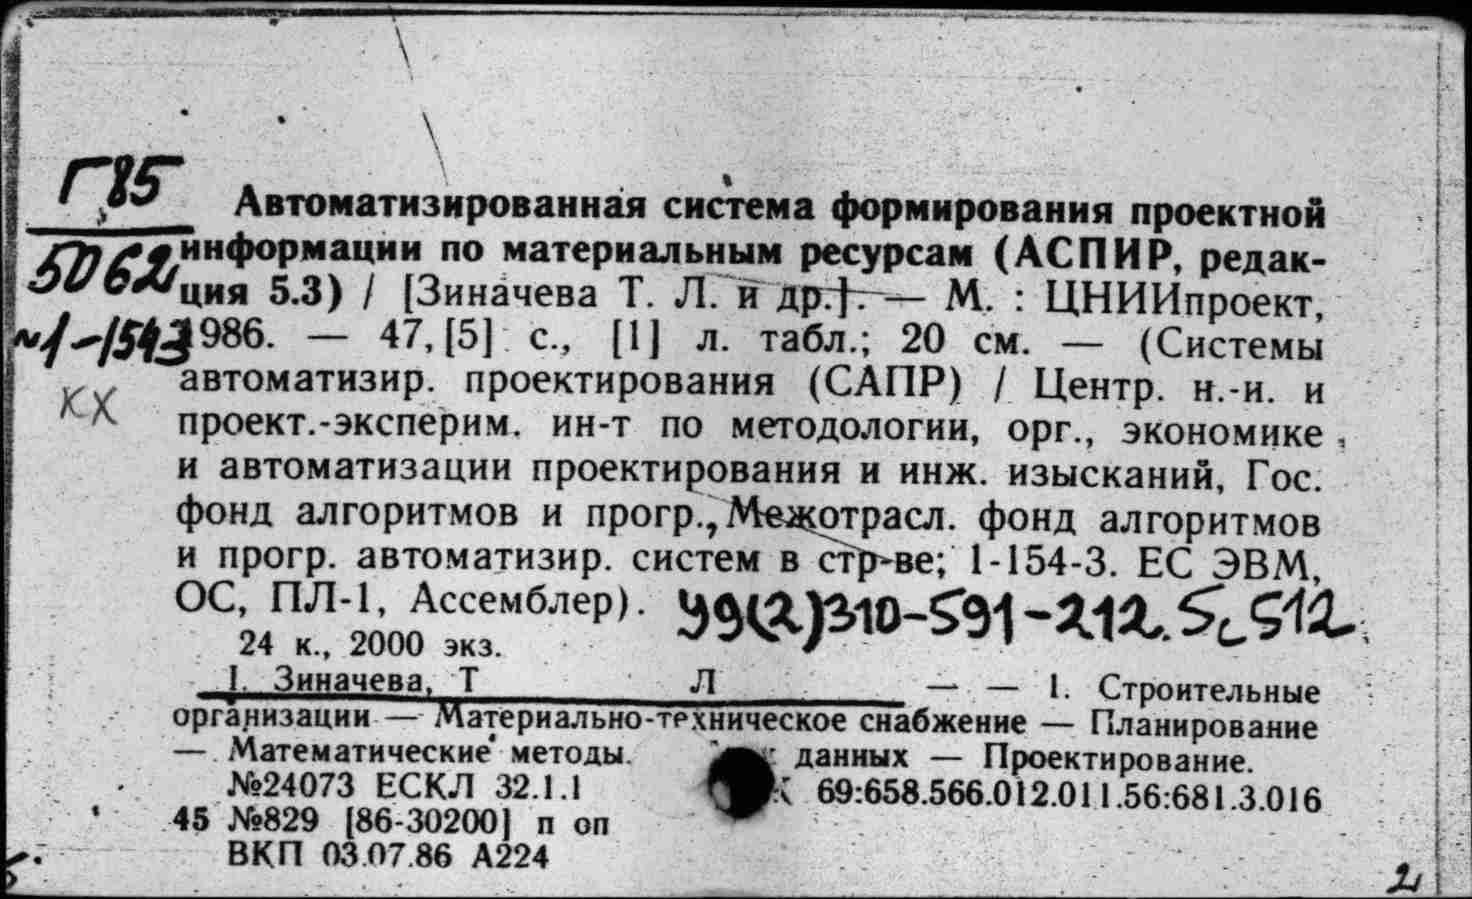 Г85
5062
Автоматизированная система формирования проектной
информации по материальным ресурсам (АСПИР, редак-
ция 5.3) / [Зиначева Т. Л. и др.]. — М. : ЦНИИпроект,
№1-1543
1986. — 47, [5] с., [1] л. табл.; 20 см. — (Системы
автоматизир. проектирования (САПР) / Центр. н.-и. и
КХ
проект.-эксперим. ин-т по методологии, орг., экономике
и автоматизации проектирования и инж. изысканий, Гос.
фонд алгоритмов и прогр., Межотрасл. фонд алгоритмов
и прогр. автоматизир. систем в стр-ве; 1-154-3. ЕС ЭВМ,
ОС, ПЛ-1, Ассемблер).
У9(2)310-591-212.5с512
24 к., 2000 экз.
I. Зиначева, Т Л — — 1. Строительные
организации — Материально-техническое снабжение — Планирование
— Математические методы. данных — Проектирование.
№24073 ЕСКЛ 32.1.1 69:658.566.012.011.56:681.3.016
45 №829 [86-30200] п оп
ВКП 03.07.86 А224
2